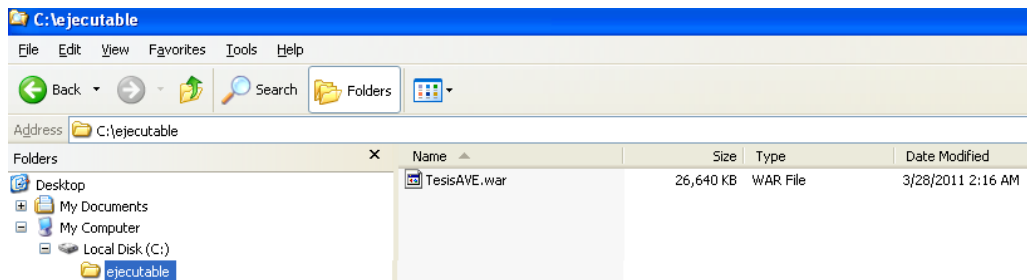 C:\ejecutable
File Edit View Favorites Tools Help
Back Search Folders
Address C:\ejecutable
Folders x Name Size Type Date Modified
Desktop TesisAVE.war 26,640 KB WAR File 3/28/2011 2:16 AM
My Documents
My Computer
Local Disk (C:)
ejecutable